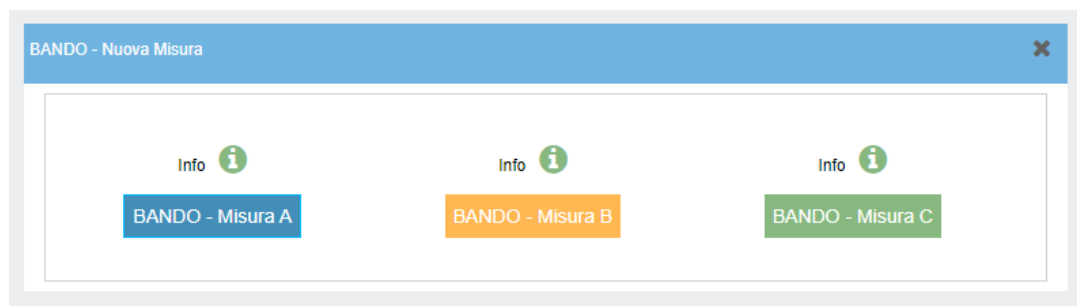 BANDO - Nuova Misura
Info
Info
Info
BANDO - Misura A
BANDO - Misura B
BANDO - Misura C